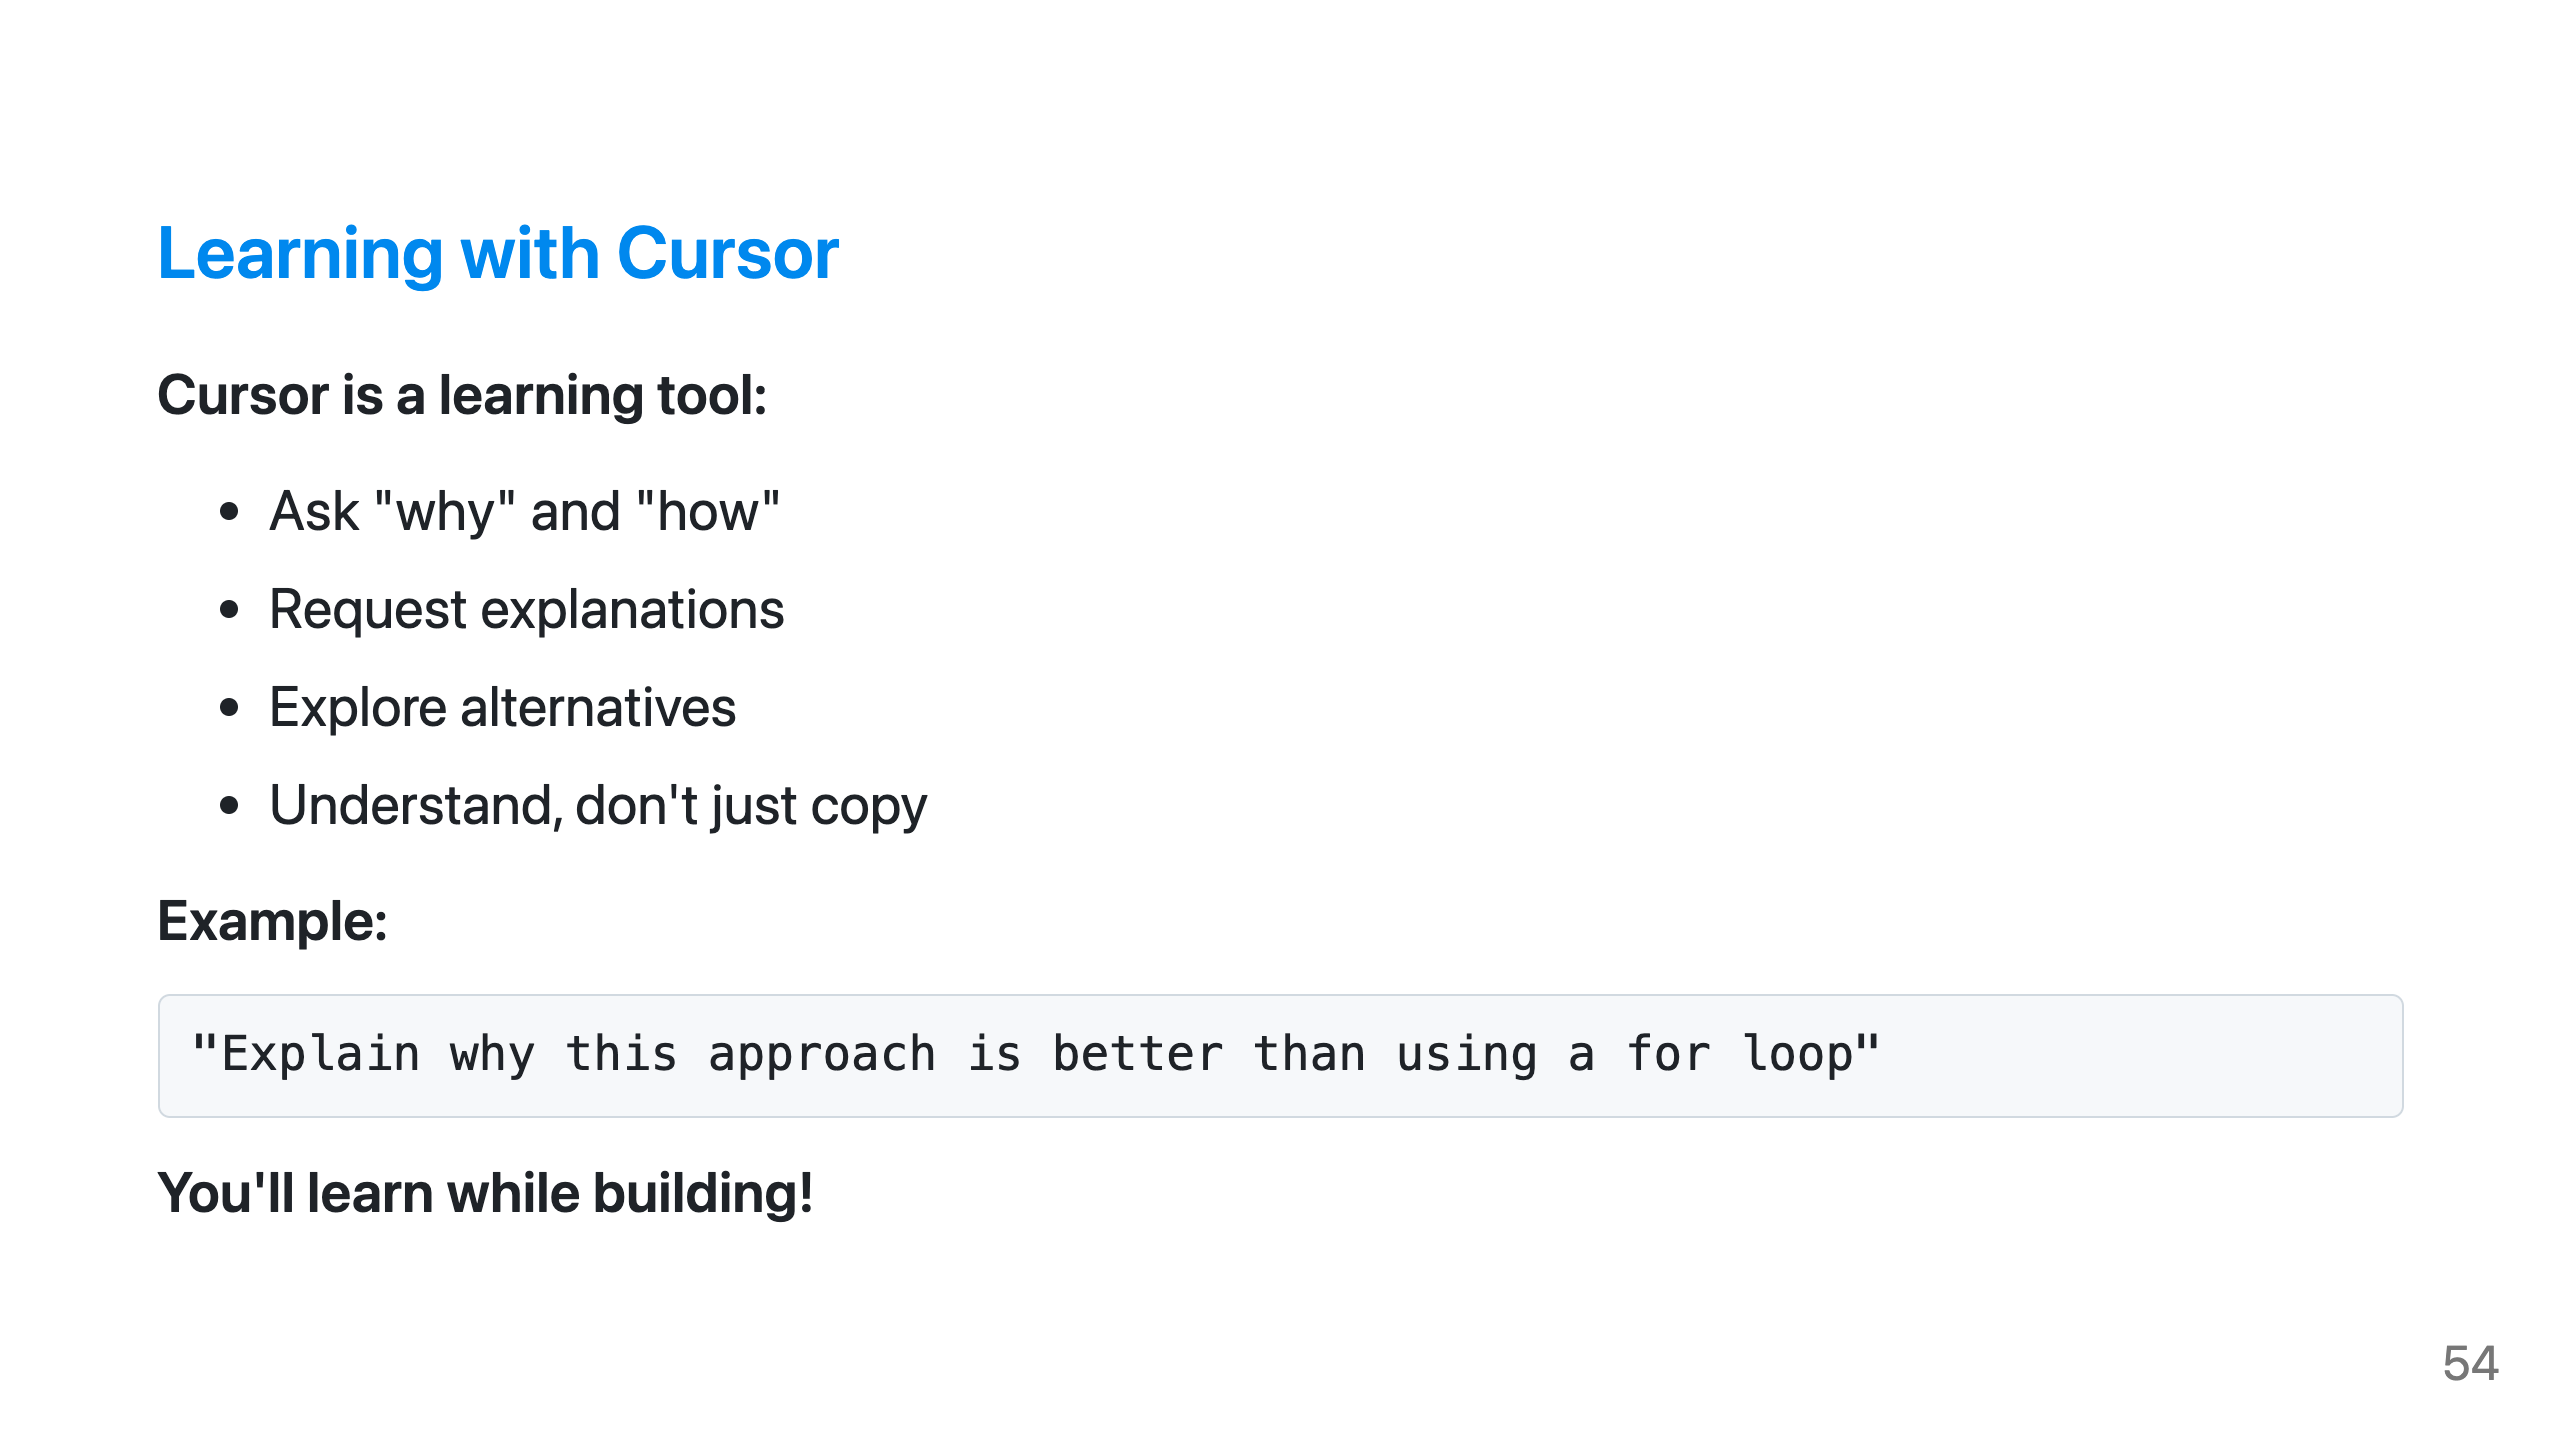 Learning with Cursor
Cursor is a learning tool:
• Ask "why" and "how"
• Request explanations
• Explore alternatives
• Understand, don't just copy
Example:
"Explain why this approach is better than using a for loop"
You'll learn while building!
54